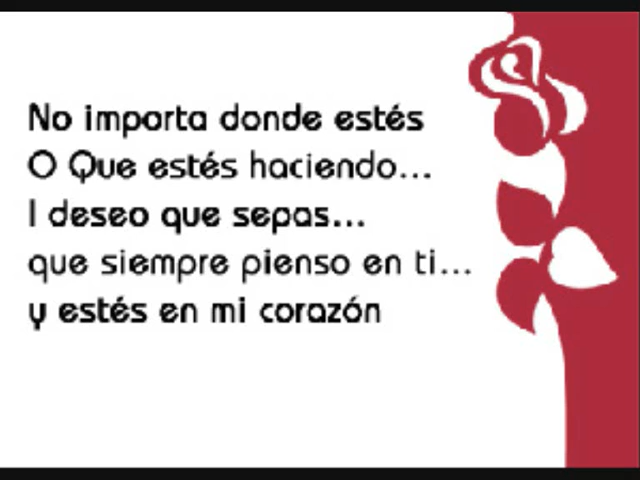 No importa donde estés
O Que estés haciendo...
I deseo que sepas...
que siempre pienso en ti...
y estés en mi corazón